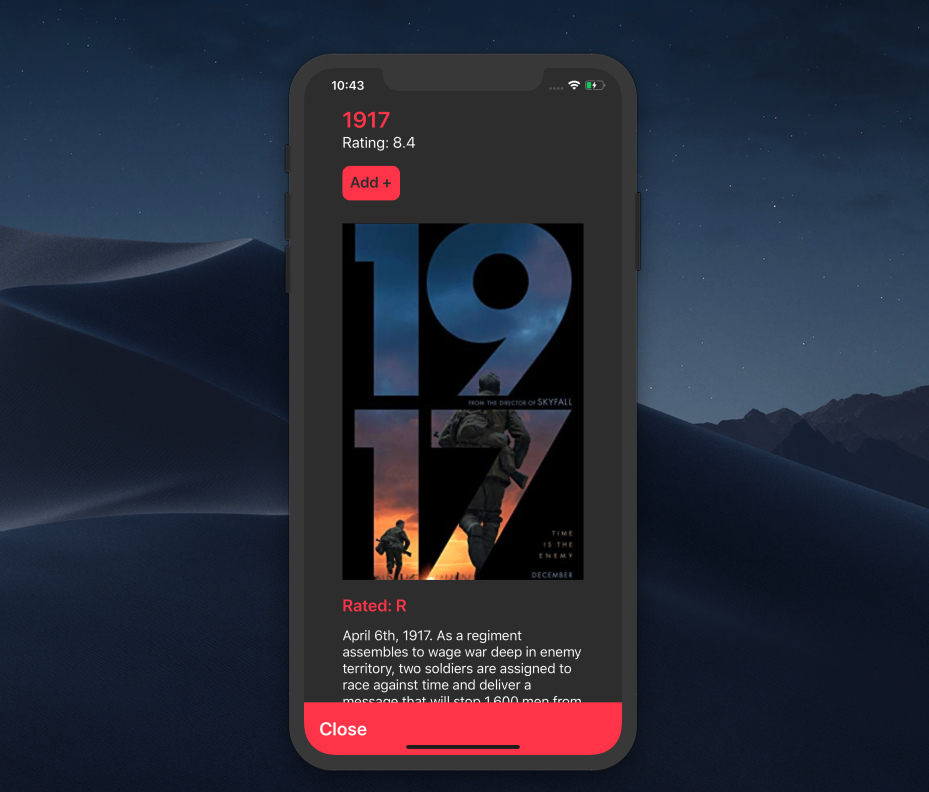 10:43
1917
Rating: 8.4
Add +
19
FROM THE DIRECTOR OF SKYFALL
17
TIME
IS THE
ENEMY
DECEMBER
Rated: R
April 6th, 1917. As a regiment
assembles to wage war deep in enemy
territory, two soldiers are assigned to
race against time and deliver a
message that will stop 1,600 men from
Close